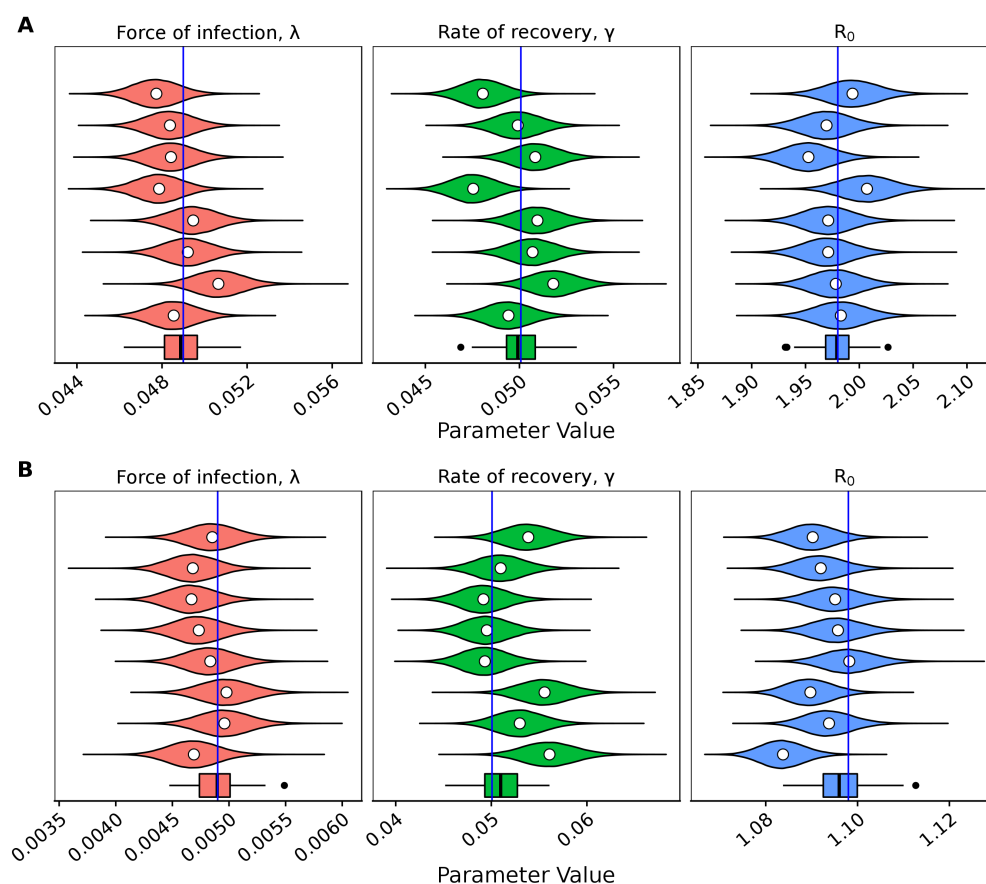 A
Force of infection, λ
Rate of recovery, γ
R₀
0.044 0.048 0.052 0.056
0.045 0.050 0.055
1.85 1.90 1.95 2.00 2.05 2.10
Parameter Value
B
Force of infection, λ
Rate of recovery, γ
R₀
0.0035 0.0040 0.0045 0.0050 0.0055 0.0060
0.04 0.05 0.06
1.08 1.10 1.12
Parameter Value